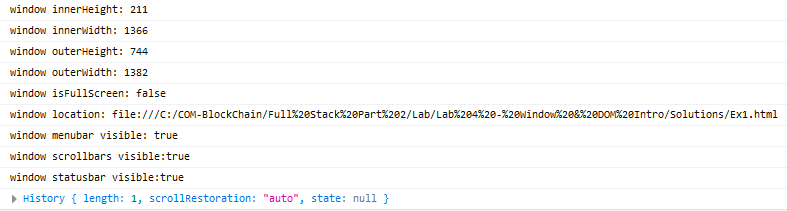 window innerHeight: 211
window innerWidth: 1366
window outerHeight: 744
window outerWidth: 1382
window isFullScreen: false
window location: file:///C:/COM-BlockChain/Full%20Stack%20Part%202/Lab/Lab%204%20-%20Window%20&%20DOM%20Intro/Solutions/Ex1.html
window menubar visible: true
window scrollbars visible:true
window statusbar visible:true
History { length: 1, scrollRestoration: "auto", state: null }